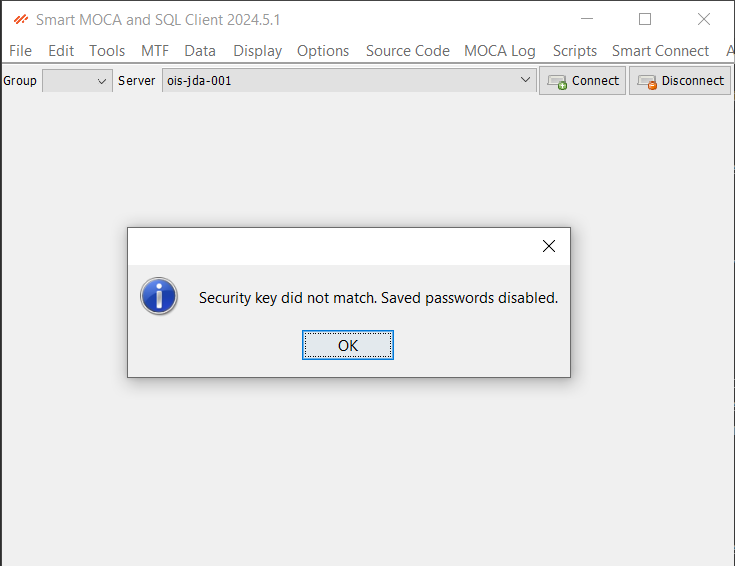 Smart MOCA and SQL Client 2024.5.1
File Edit Tools MTF Data Display Options Source Code MOCA Log Scripts Smart Connect A
Group Server ois-jda-001 Connect Disconnect
Security key did not match. Saved passwords disabled.
OK